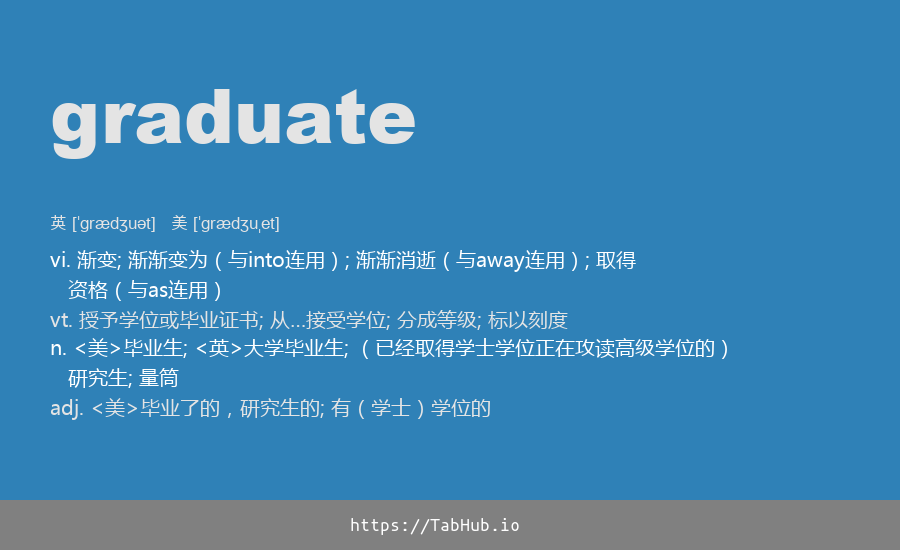 graduate
英 [ˈgrædʒuət] 美 [ˈgrædʒuˌet]
vi. 渐变; 渐渐变为（与into连用）; 渐渐消逝（与away连用）; 取得
资格（与as连用）
vt. 授予学位或毕业证书; 从…接受学位; 分成等级; 标以刻度
n. <美>毕业生; <英>大学毕业生; （已经取得学士学位正在攻读高级学位的）
研究生; 量筒
adj. <美>毕业了的，研究生的; 有（学士）学位的
https://TabHub.io